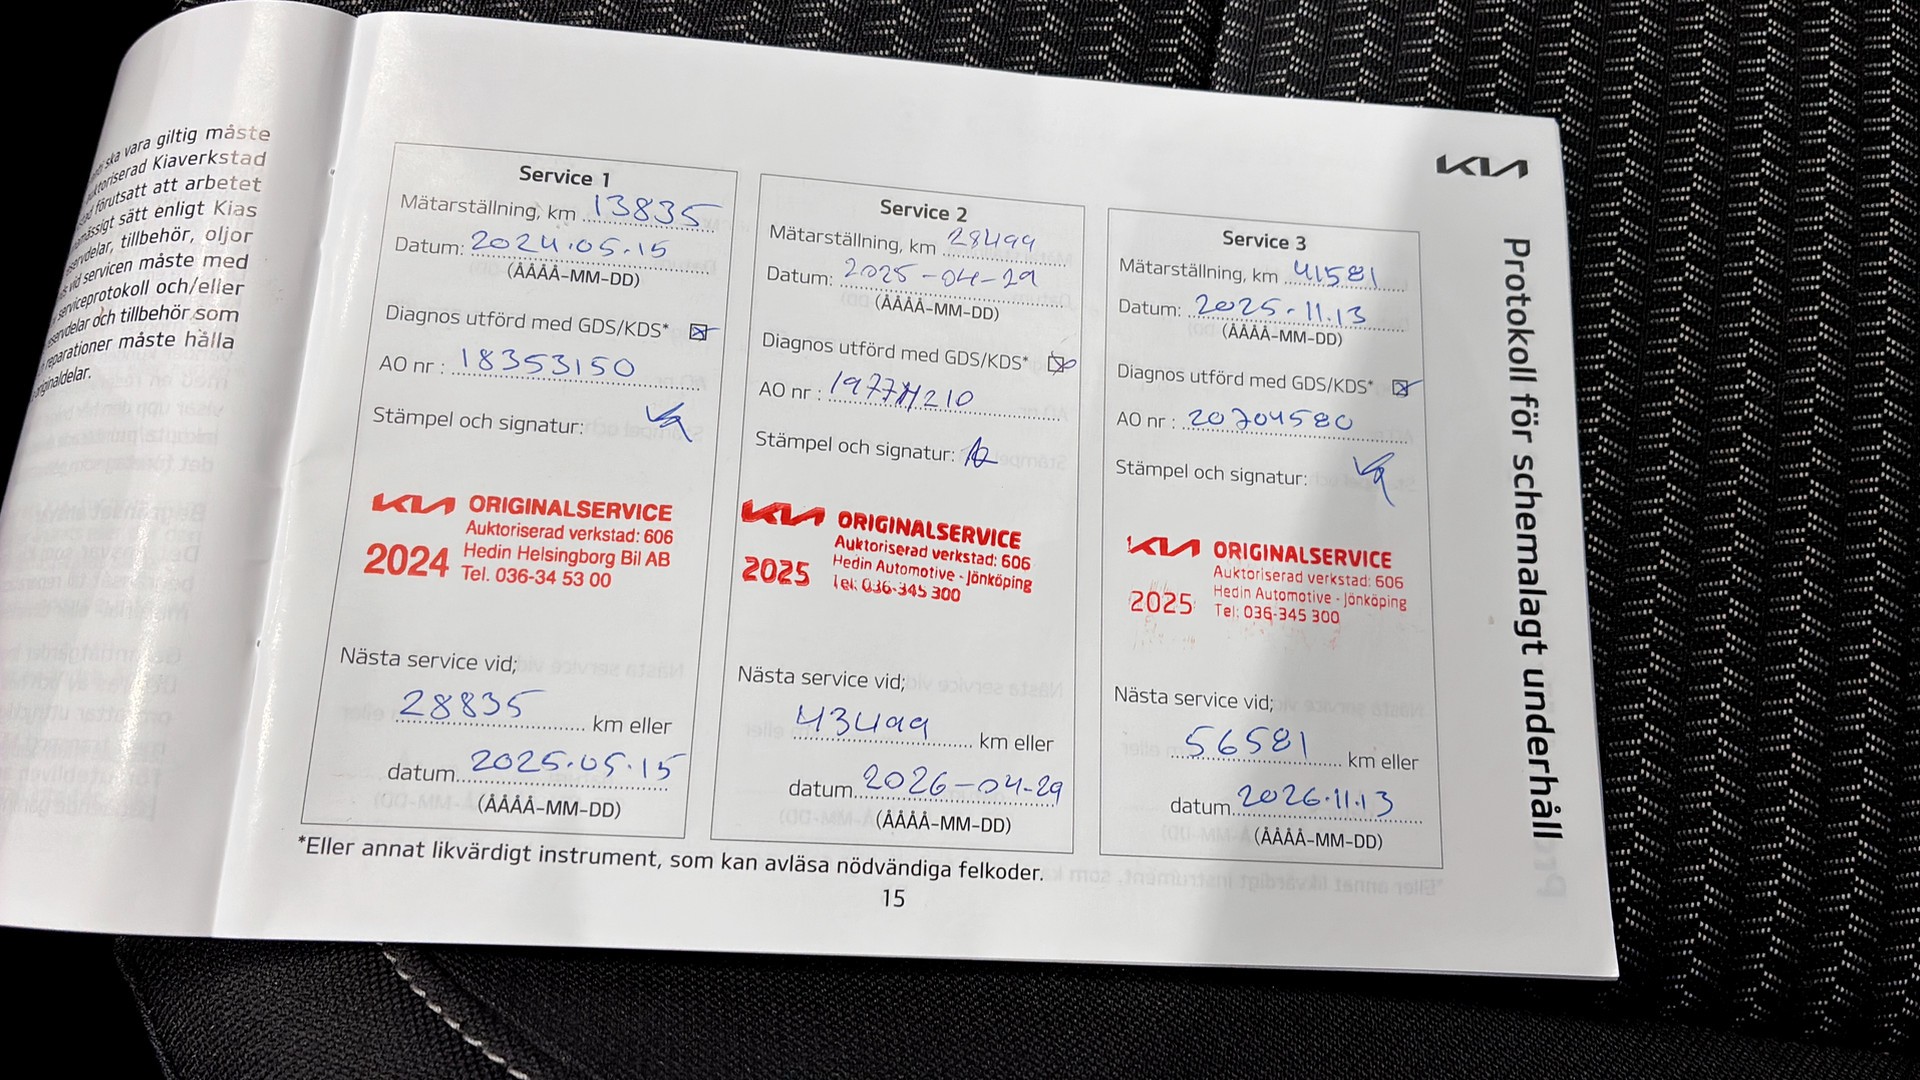 ska vara giltig måste
auktoriserad Kiaverkstad
förutsatt att arbetet
sätt enligt Kias
tillbehör, oljor
vid servicen måste med
serviceprotokoll och/eller
och tillbehör som
reparationer måste hålla
originaldelar.
KIA
Protokoll för schemalagt underhåll
Service 1
Mätarställning, km 13835
Datum: 2024.05.15
(ÅÅÅÅ-MM-DD)
Diagnos utförd med GDS/KDS*
AO nr : 18353150
Stämpel och signatur:
KIA ORIGINALSERVICE
Auktoriserad verkstad: 606
2024 Hedin Helsingborg Bil AB
Tel. 036-34 53 00
Nästa service vid;
28835 km eller
datum 2025.05.15
(ÅÅÅÅ-MM-DD)
Service 2
Mätarställning, km 28499
Datum: 2025-04-29
(ÅÅÅÅ-MM-DD)
Diagnos utförd med GDS/KDS*
AO nr :
Stämpel och signatur:
KIA ORIGINALSERVICE
Auktoriserad verkstad: 606
2025 Hedin Automotive - Jönköping
Tel: 036-345 300
Nästa service vid;
43499 km eller
datum 2026-04-29
(ÅÅÅÅ-MM-DD)
Service 3
Mätarställning, km 41581
Datum: 2025.11.13
(ÅÅÅÅ-MM-DD)
Diagnos utförd med GDS/KDS*
AO nr : 20704580
Stämpel och signatur:
KIA ORIGINALSERVICE
Auktoriserad verkstad: 606
2025 Hedin Automotive - Jönköping
Tel: 036-345 300
Nästa service vid;
56581 km eller
datum 2026.11.13
(ÅÅÅÅ-MM-DD)
*Eller annat likvärdigt instrument, som kan avläsa nödvändiga felkoder.
15